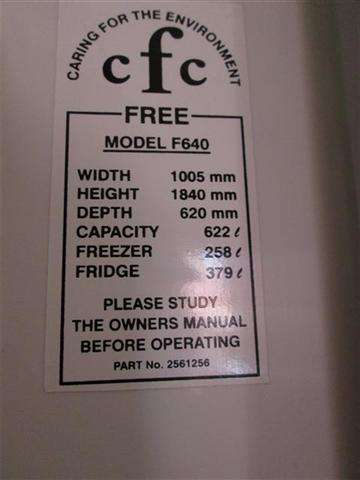 CARING FOR THE ENVIRONMENT
cfc
FREE
MODEL F640
WIDTH 1005 mm
HEIGHT 1840 mm
DEPTH 620 mm
CAPACITY 622 ℓ
FREEZER 258 ℓ
FRIDGE 379 ℓ
PLEASE STUDY
THE OWNERS MANUAL
BEFORE OPERATING
PART No. 2561256